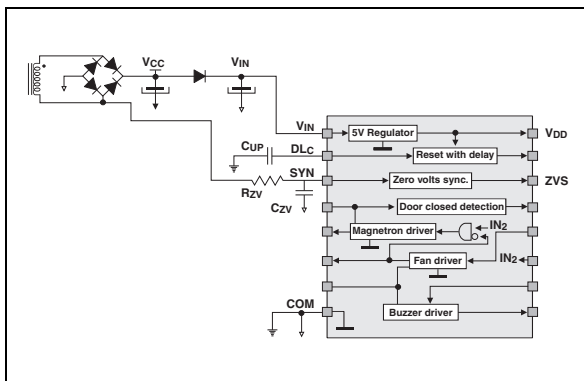 VCC VIN
VIN 5V Regulator VDD
CUP DLC Reset with delay
SYN Zero volts sync. ZVS
RZV
CZV Door closed detection
Magnetron driver IN2
Fan driver IN2
COM
Buzzer driver